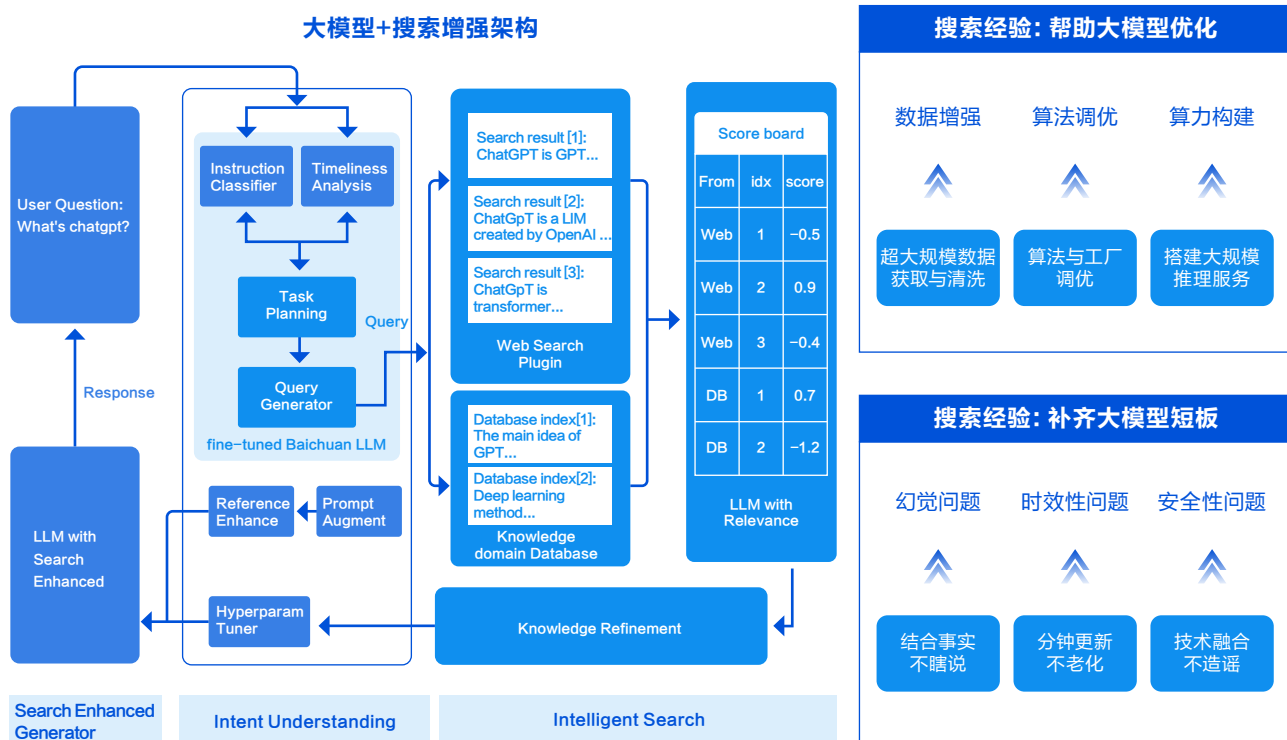 大模型+搜索增强架构
User Question:
What's chatgpt?
Response
LLM with
Search
Enhanced
Search Enhanced
Generator
Instruction
Classifier
Timeliness
Analysis
Task
Planning
Query
Generator
fine-tuned Baichuan LLM
Query
Reference
Enhance
Prompt
Augment
Hyperparam
Tuner
Intent Understanding
Search result [1]:
ChatGPT is GPT...
Search result [2]:
ChatGpT is a LIM
created by OpenAI ...
Search result [3]:
ChatGpT is
transformer...
Web Search
Plugin
Database index[1]:
The main idea of
GPT...
Database index[2]:
Deep learning
method...
Knowledge
domain Database
Score board
From idx score
Web 1 −0.5
Web 2 0.9
Web 3 −0.4
DB 1 0.7
DB 2 −1.2
LLM with
Relevance
Knowledge Refinement
Intelligent Search
搜索经验: 帮助大模型优化
数据增强 算法调优 算力构建
超大规模数据
获取与清洗
算法与工厂
调优
搭建大规模
推理服务
搜索经验: 补齐大模型短板
幻觉问题 时效性问题 安全性问题
结合事实
不瞎说
分钟更新
不老化
技术融合
不造谣